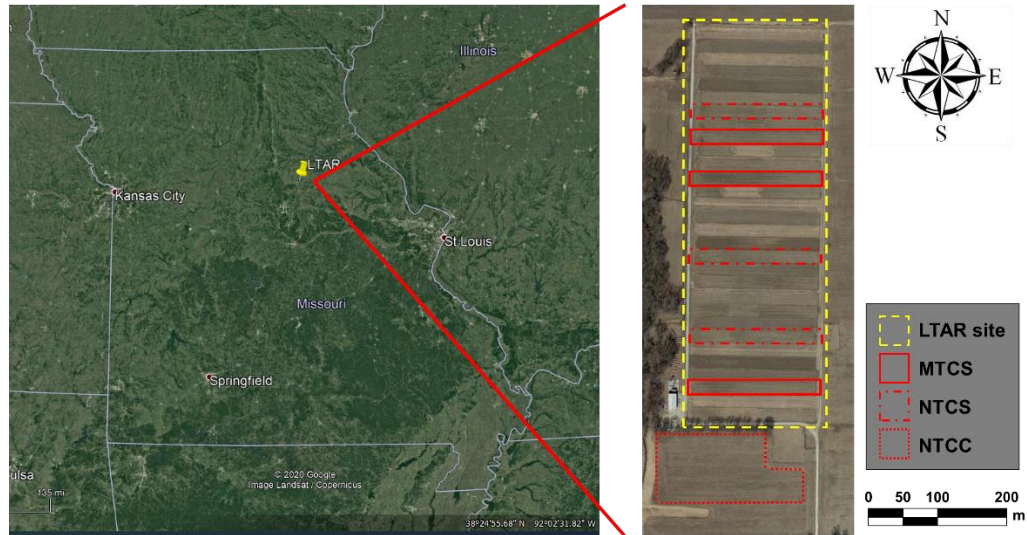 Illinois
LTAR
Kansas City
St Louis
Missouri
Springfield
ulsa
135 mi
© 2020 Google
Image Landsat / Copernicus
38°24'55.68" N 92°02'31.82" W
N
W E
S
LTAR site
MTCS
NTCS
NTCC
0 50 100 200
m